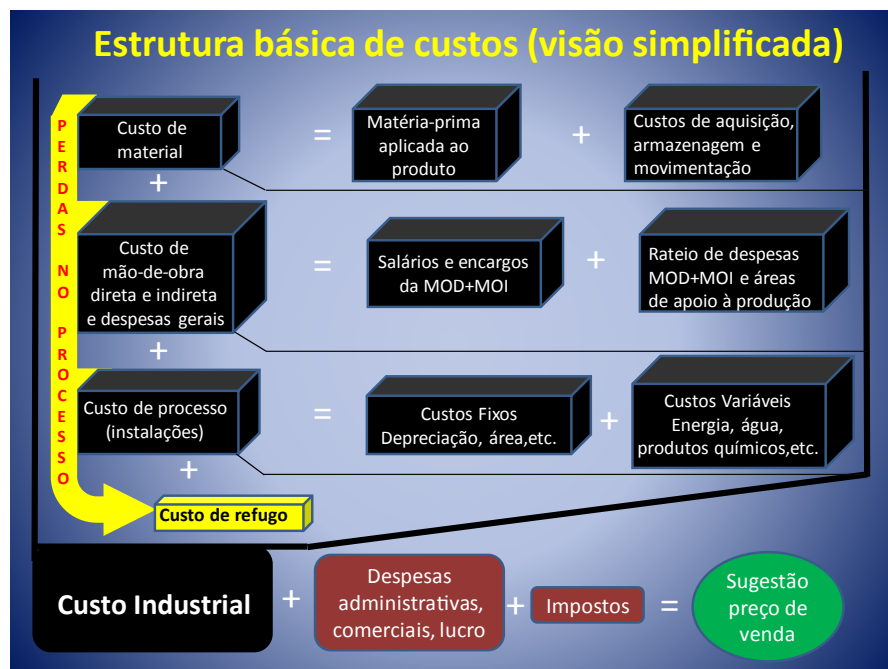 Estrutura básica de custos (visão simplificada)
PERDAS NO PROCESSO
Custo de
material
=
Matéria-prima
aplicada ao
produto
+
Custos de aquisição,
armazenagem e
movimentação
+
Custo de
mão-de-obra
direta e indireta
e despesas gerais
=
Salários e encargos
da MOD+MOI
+
Rateio de despesas
MOD+MOI e áreas
de apoio à produção
+
Custo de processo
(instalações)
=
Custos Fixos
Depreciação, área,etc.
+
Custos Variáveis
Energia, água,
produtos químicos,etc.
+
Custo de refugo
Custo Industrial
+
Despesas
administrativas,
comerciais, lucro
+
Impostos
=
Sugestão
preço de
venda